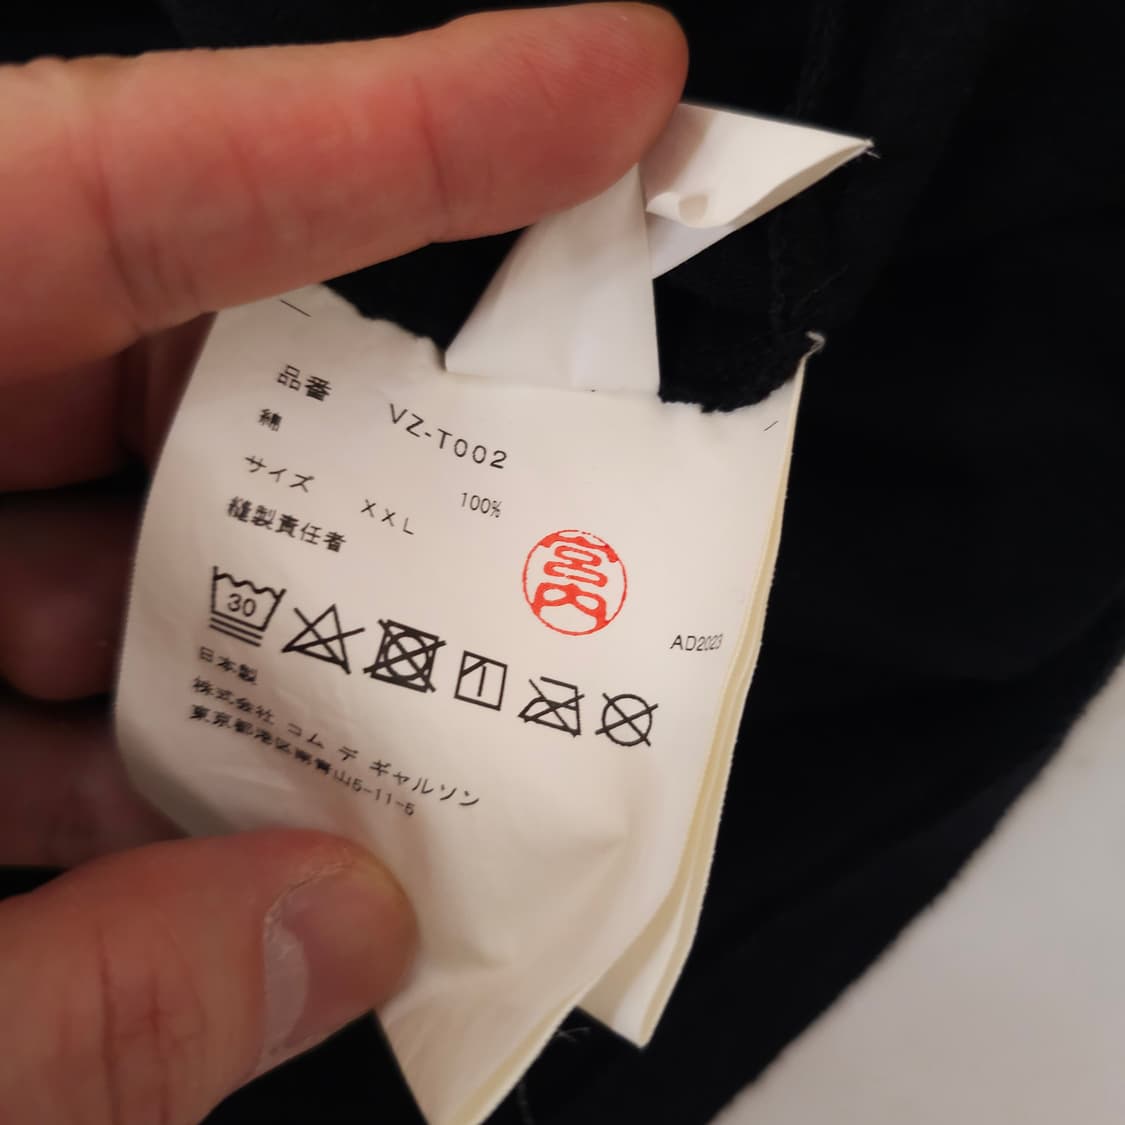 品番 VZ-T002
綿 100%
サイズ XXL
縫製責任者
宮内
AD2023
30
日本製
株式会社 コム デ ギャルソン
東京都港区南青山5-11-5